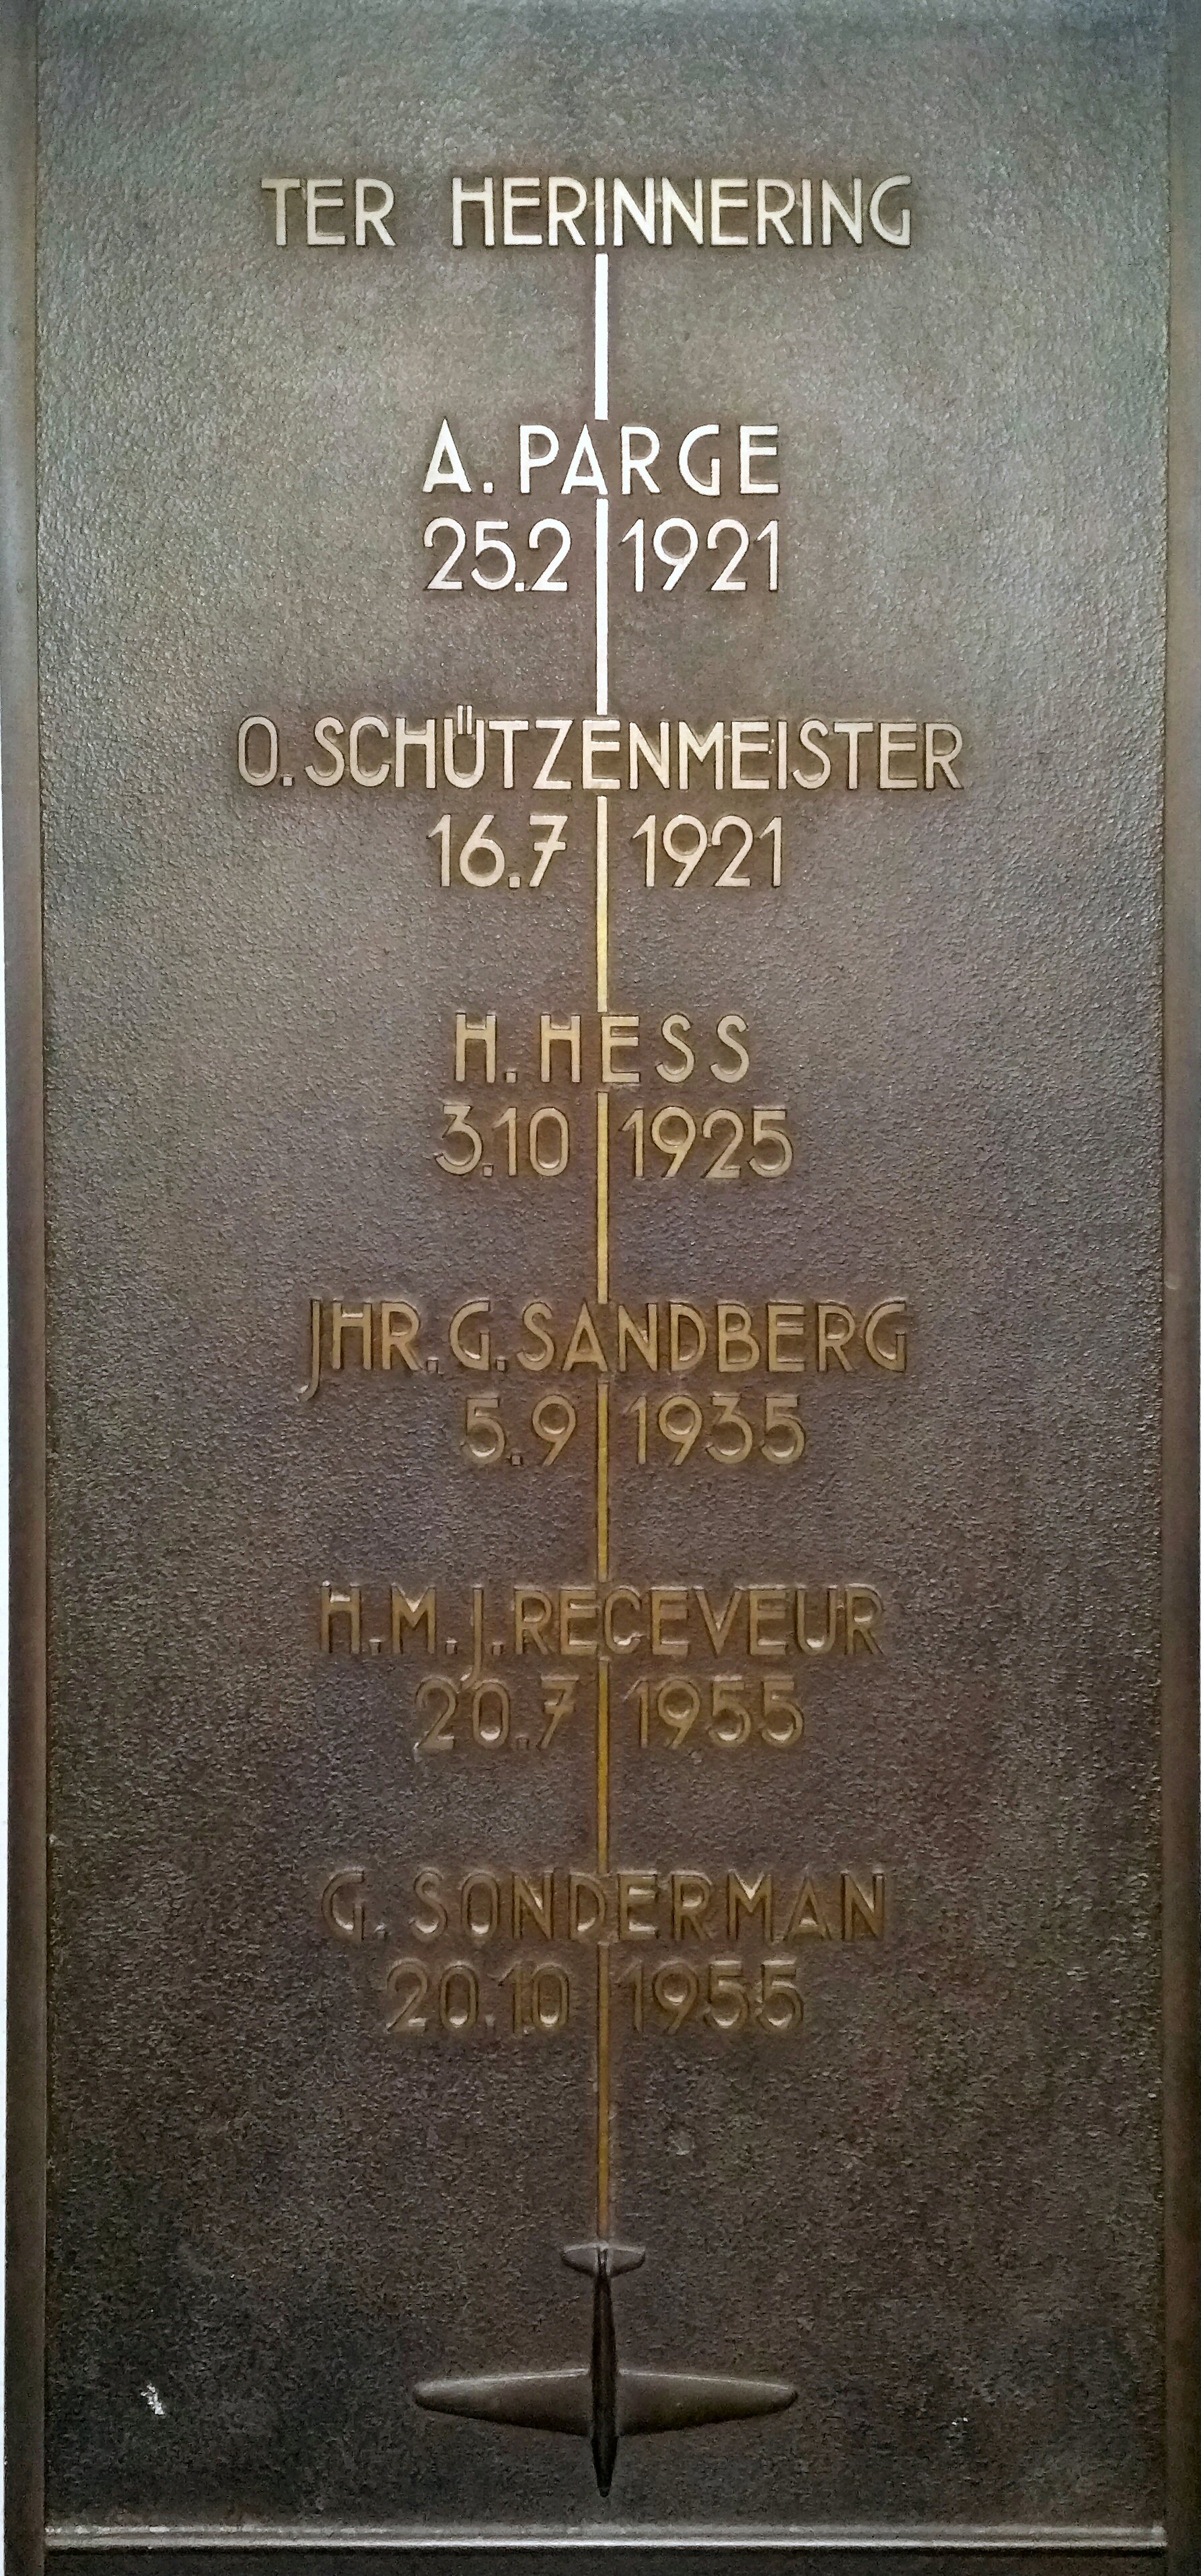 TER HERINNERING
A. PARGE
25.2 1921
O. SCHÜTZENMEISTER
16.7 1921
H. HESS
3.10 1925
JHR. G. SANDBERG
5.9 1935
H.M.J. RECEVEUR
20.7 1955
G. SONDERMAN
20.10 1955